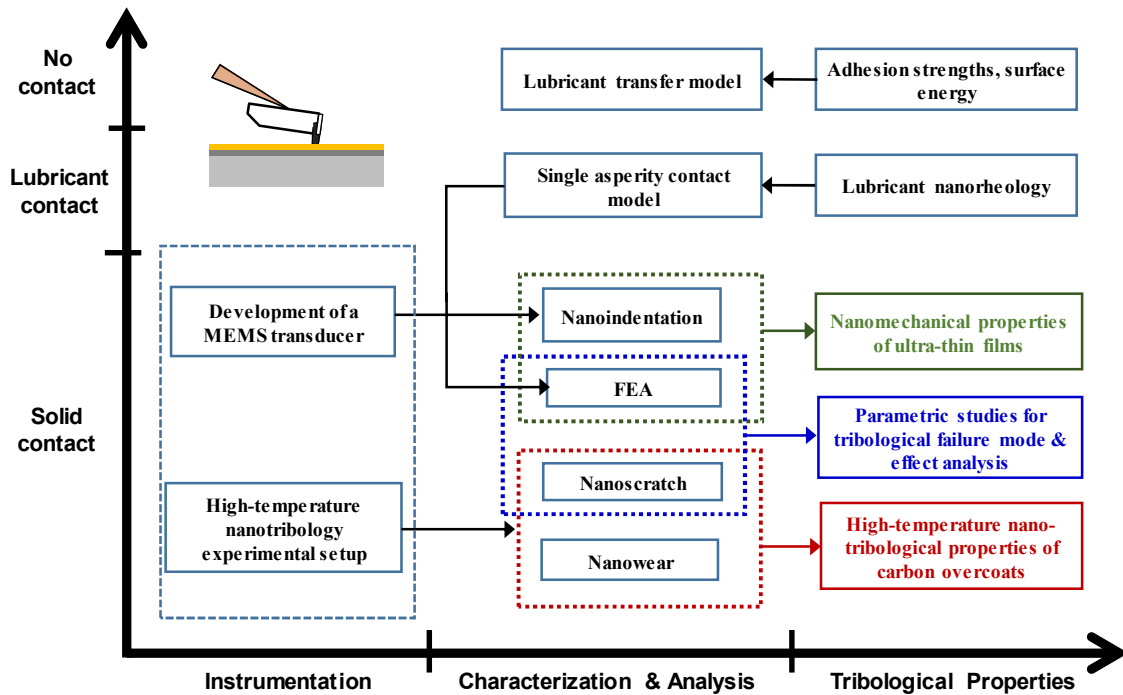 No
contact
Lubricant transfer model
Adhesion strengths, surface
energy
Lubricant
contact
Single asperity contact
model
Lubricant nanorheology
Solid
contact
Development of a
MEMS transducer
Nanoindentation
Nanomechanical properties
of ultra-thin films
FEA
Parametric studies for
tribological failure mode &
effect analysis
High-temperature
nanotribology
experimental setup
Nanoscratch
Nanowear
High-temperature nano-
tribological properties of
carbon overcoats
Instrumentation
Characterization & Analysis
Tribological Properties